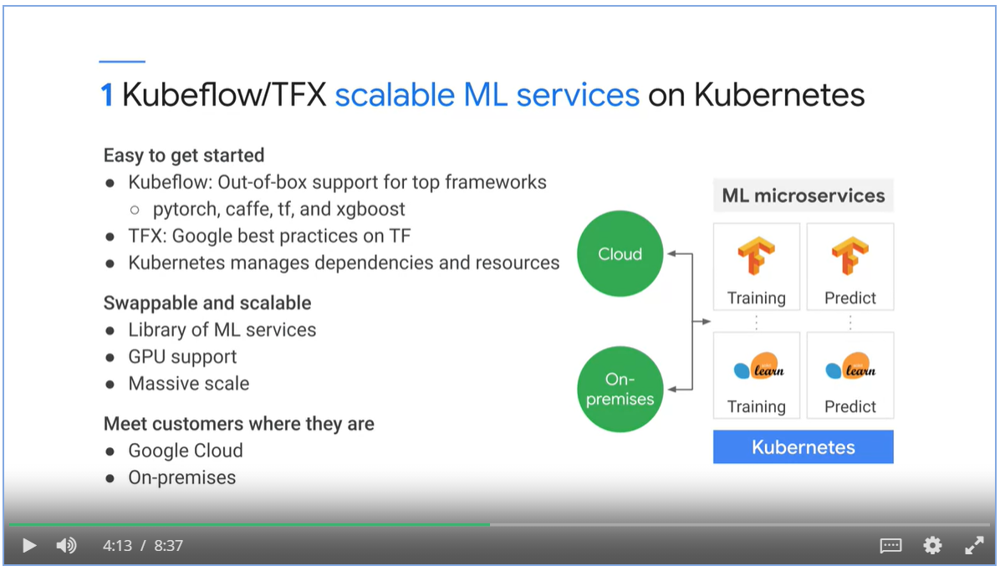 1 Kubeflow/TFX scalable ML services on Kubernetes
Easy to get started
● Kubeflow: Out-of-box support for top frameworks
○ pytorch, caffe, tf, and xgboost
● TFX: Google best practices on TF
● Kubernetes manages dependencies and resources
Swappable and scalable
● Library of ML services
● GPU support
● Massive scale
Meet customers where they are
● Google Cloud
● On-premises
Cloud
On-
premises
ML microservices
Training
Predict
learn
learn
Training
Predict
Kubernetes
4:13 / 8:37